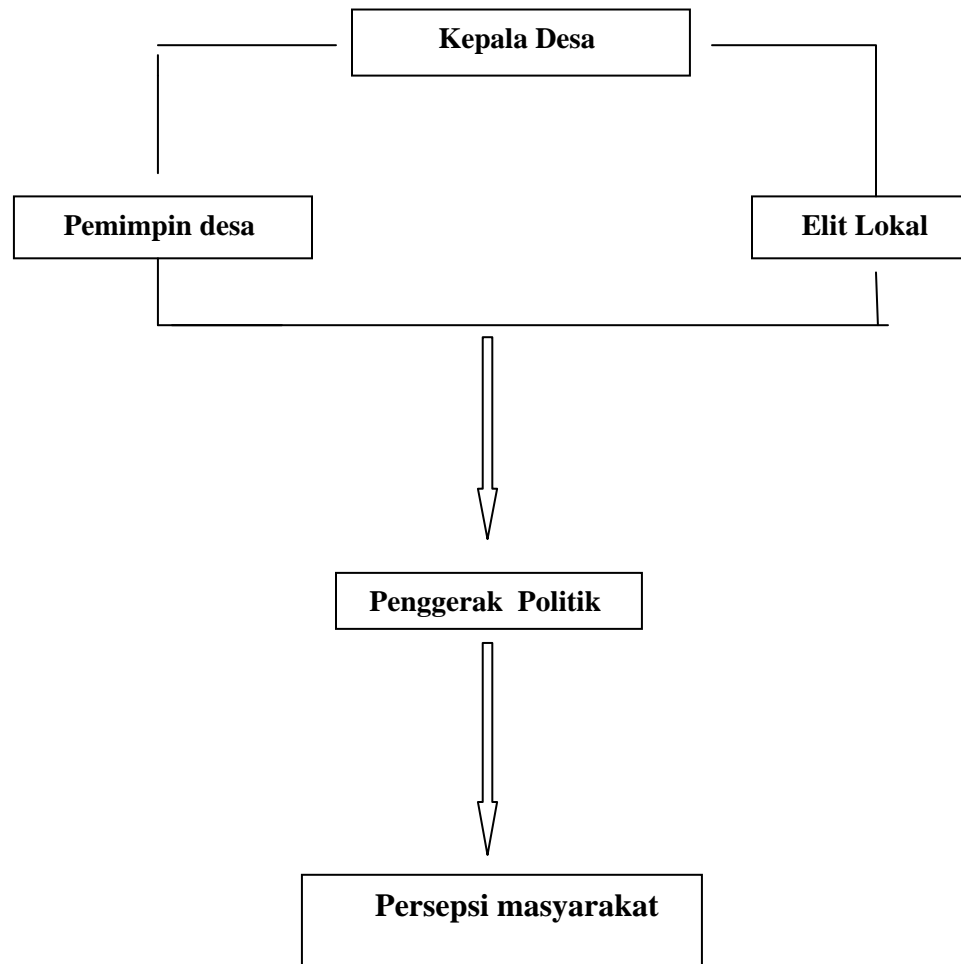 Kepala Desa
Pemimpin desa
Elit Lokal
Penggerak  Politik
Persepsi masyarakat